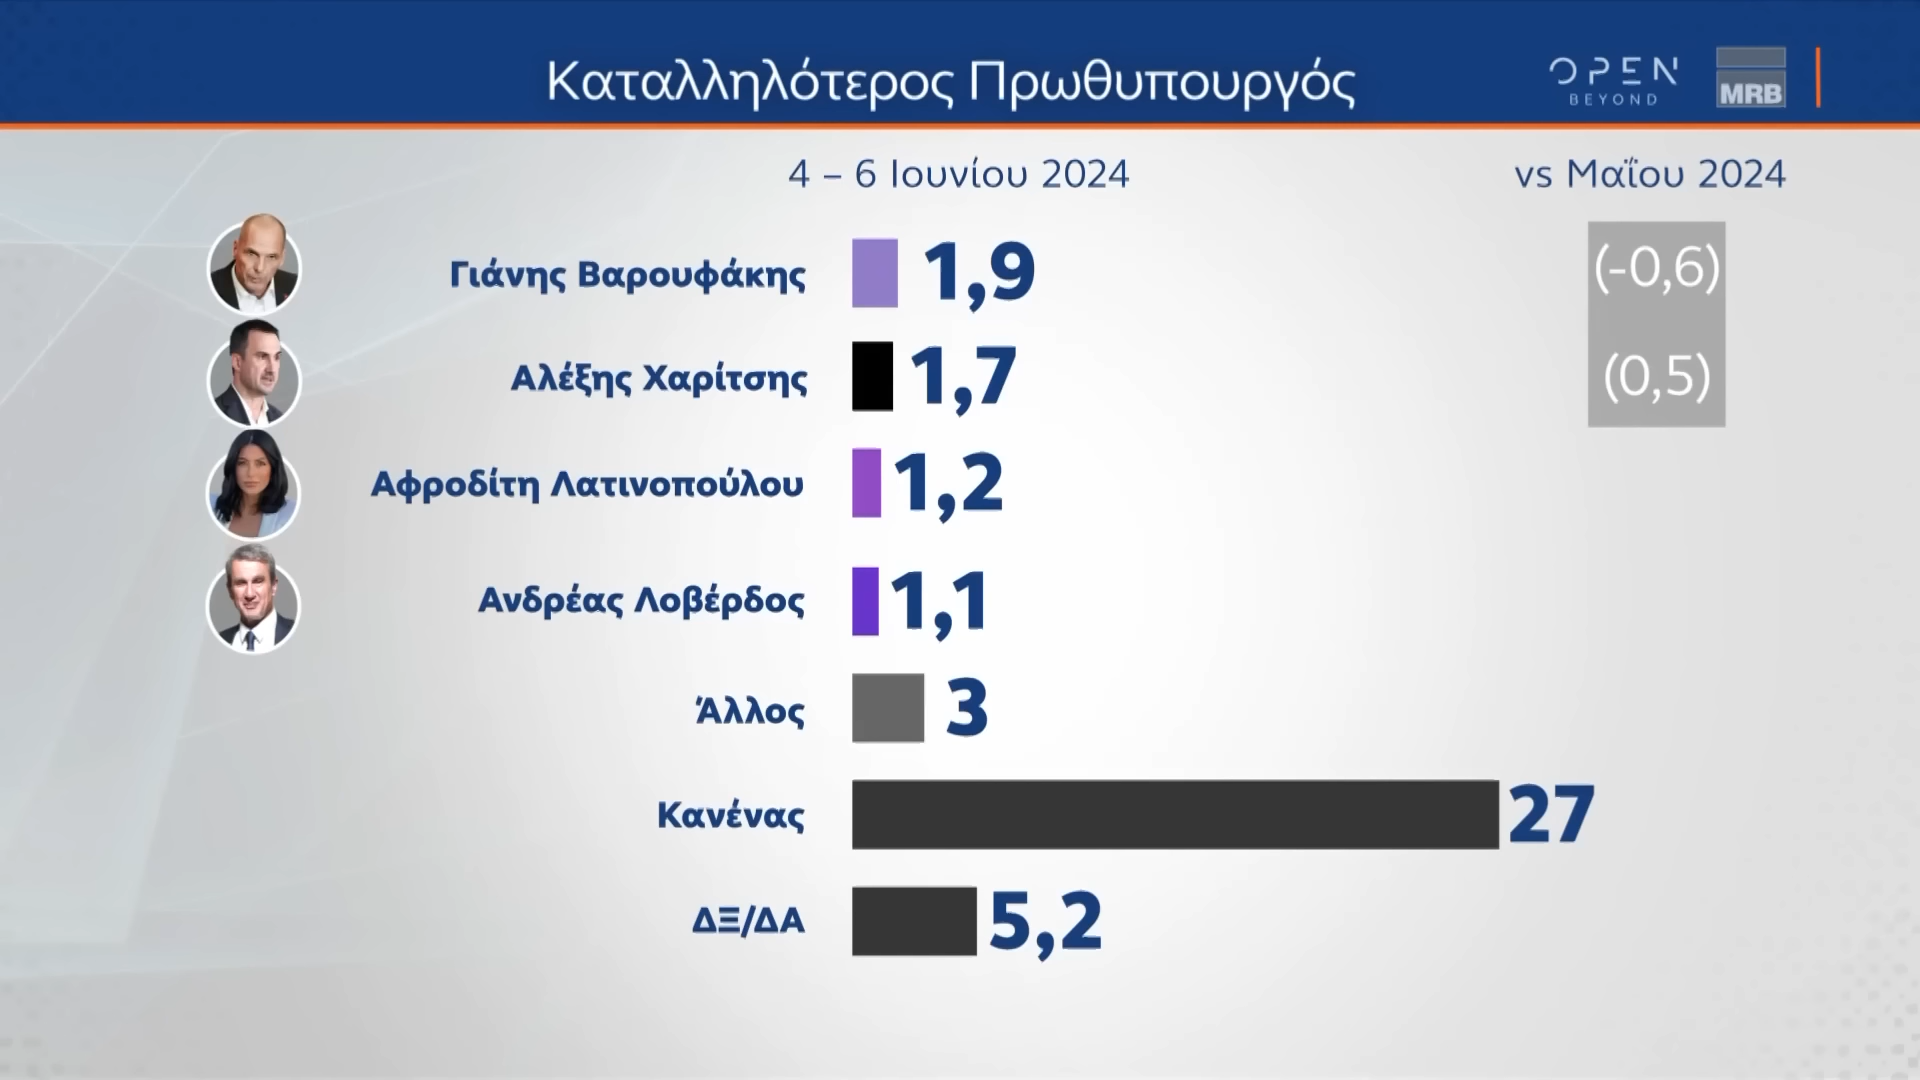 Καταλληλότερος Πρωθυπουργός
OPEN
BEYOND
MRB
4 – 6 Ιουνίου 2024
vs Μαΐου 2024
Γιάνης Βαρουφάκης 1,9 (-0,6)
Αλέξης Χαρίτσης 1,7 (0,5)
Αφροδίτη Λατινοπούλου 1,2
Ανδρέας Λοβέρδος 1,1
Άλλος 3
Κανένας 27
ΔΞ/ΔΑ 5,2